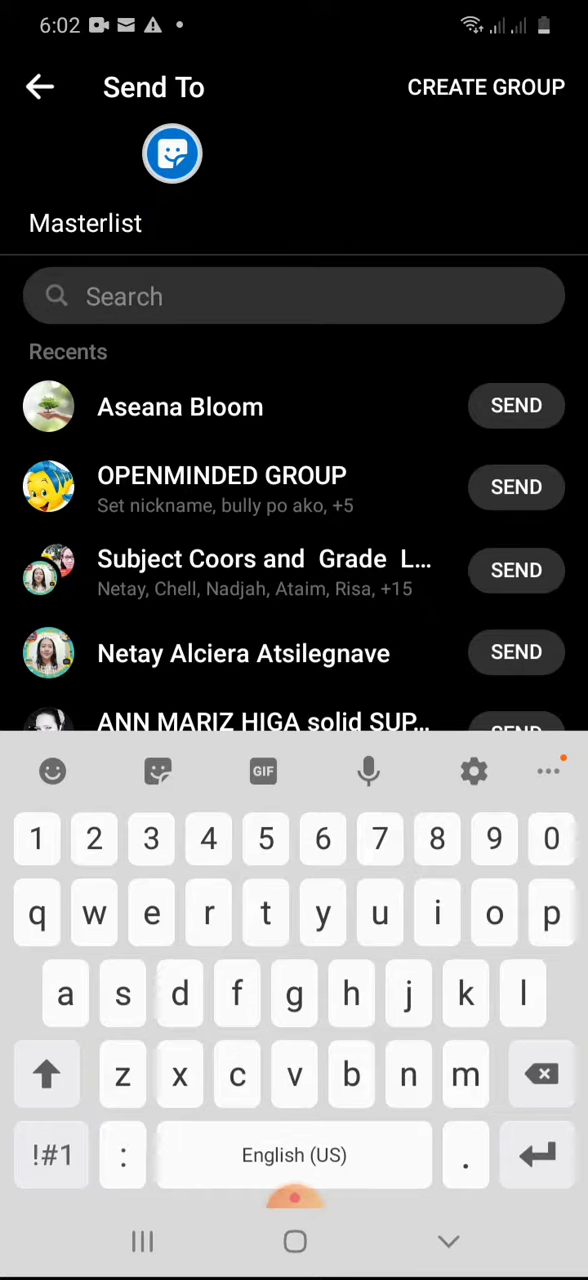 6:02
Send To
CREATE GROUP
Masterlist
Search
Recents
Aseana Bloom
SEND
OPENMINDED GROUP
Set nickname, bully po ako, +5
SEND
Subject Coors and Grade L...
Netay, Chell, Nadjah, Ataim, Risa, +15
SEND
Netay Alciera Atsilegnave
SEND
ANN MARIZ HIGA solid SUP...
SEND
GIF
1 2 3 4 5 6 7 8 9 0
q w e r t y u i o p
a s d f g h j k l
z x c v b n m
!#1 : English (US) .